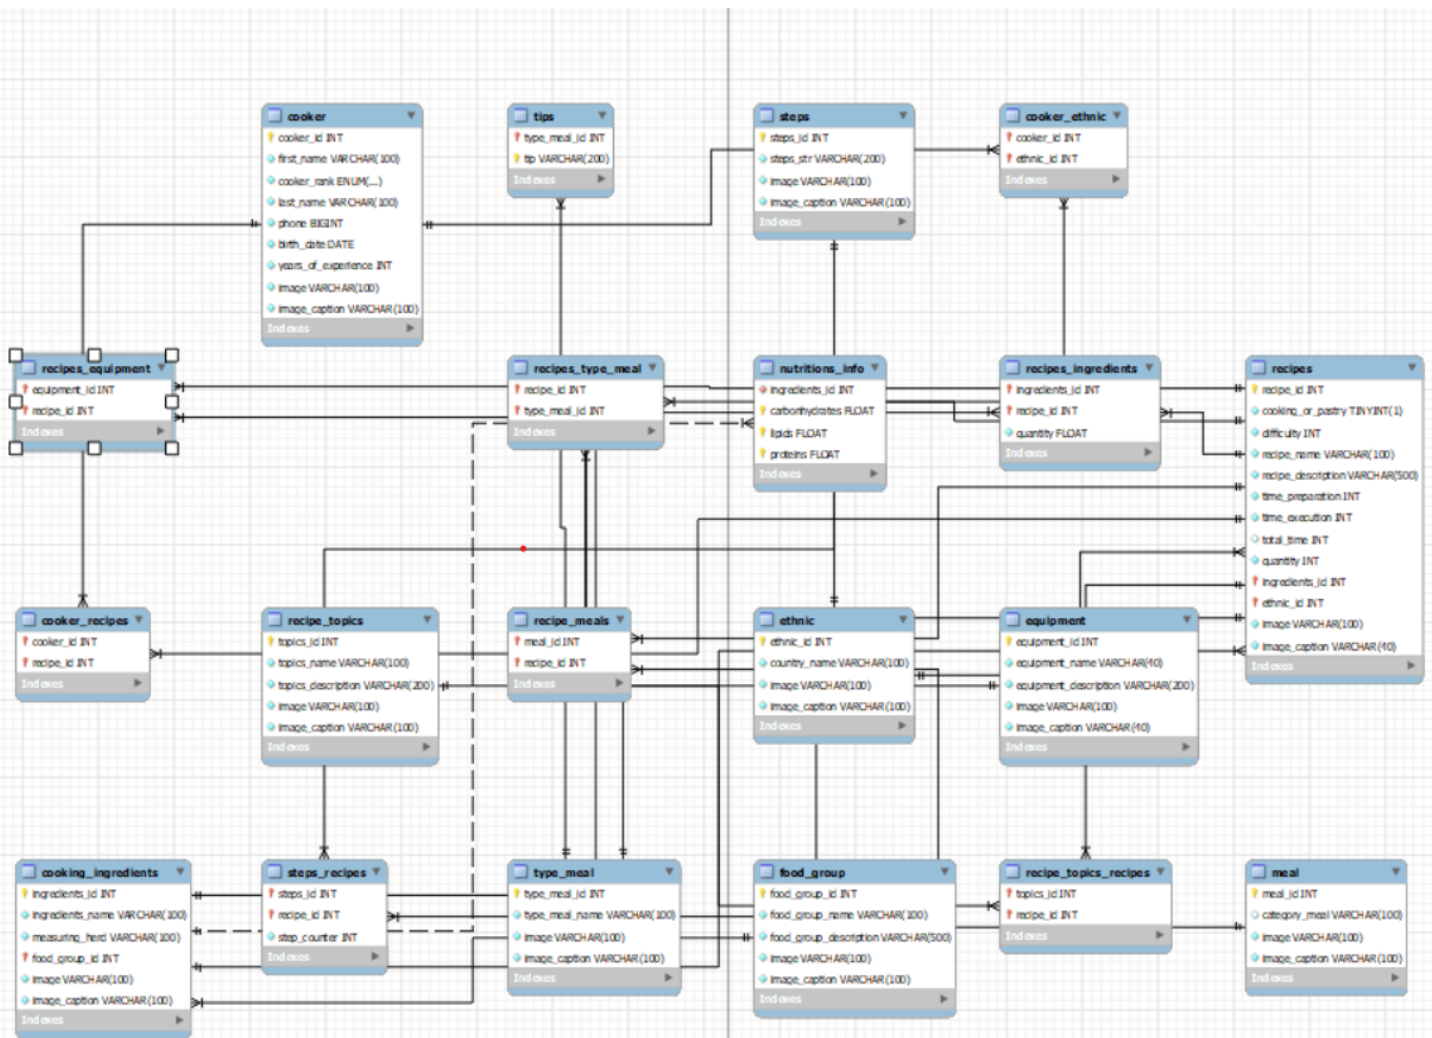 cooker
cooker_id INT
first_name VARCHAR(100)
cooker_rank ENUM(...)
last_name VARCHAR(100)
phone BIGINT
birth_date DATE
years_of_experience INT
image VARCHAR(100)
image_caption VARCHAR(100)
Indexes
tips
type_meal_id INT
tip VARCHAR(200)
Indexes
steps
steps_id INT
steps_str VARCHAR(200)
image VARCHAR(100)
image_caption VARCHAR(100)
Indexes
cooker_ethnic
cooker_id INT
ethnic_id INT
Indexes
recipes_equipment
equipment_id INT
recipe_id INT
Indexes
recipes_type_meal
recipe_id INT
type_meal_id INT
Indexes
nutritions_info
ingredients_id INT
carbonhydrates FLOAT
lipids FLOAT
proteins FLOAT
Indexes
recipes_ingredients
ingredients_id INT
recipe_id INT
quantity FLOAT
Indexes
recipes
recipe_id INT
cooking_or_pastry TINYINT(1)
difficulty INT
recipe_name VARCHAR(100)
recipe_description VARCHAR(500)
time_preparation INT
time_execution INT
total_time INT
quantity INT
ingredients_id INT
ethnic_id INT
image VARCHAR(100)
image_caption VARCHAR(40)
Indexes
cooker_recipes
cooker_id INT
recipe_id INT
Indexes
recipe_topics
topics_id INT
topics_name VARCHAR(100)
topics_description VARCHAR(200)
image VARCHAR(100)
image_caption VARCHAR(100)
Indexes
recipe_meals
meal_id INT
recipe_id INT
Indexes
ethnic
ethnic_id INT
country_name VARCHAR(100)
image VARCHAR(100)
image_caption VARCHAR(100)
Indexes
equipment
equipment_id INT
equipment_name VARCHAR(40)
equipment_description VARCHAR(200)
image VARCHAR(100)
image_caption VARCHAR(40)
Indexes
cooking_ingredients
ingredients_id INT
ingredients_name VARCHAR(100)
measuring_herd VARCHAR(100)
food_group_id INT
image VARCHAR(100)
image_caption VARCHAR(100)
Indexes
steps_recipes
steps_id INT
recipe_id INT
step_counter INT
Indexes
type_meal
type_meal_id INT
type_meal_name VARCHAR(100)
image VARCHAR(100)
image_caption VARCHAR(100)
Indexes
food_group
food_group_id INT
food_group_name VARCHAR(100)
food_group_description VARCHAR(500)
image VARCHAR(100)
image_caption VARCHAR(100)
Indexes
recipe_topics_recipes
topics_id INT
recipe_id INT
Indexes
meal
meal_id INT
category_meal VARCHAR(100)
image VARCHAR(100)
image_caption VARCHAR(100)
Indexes